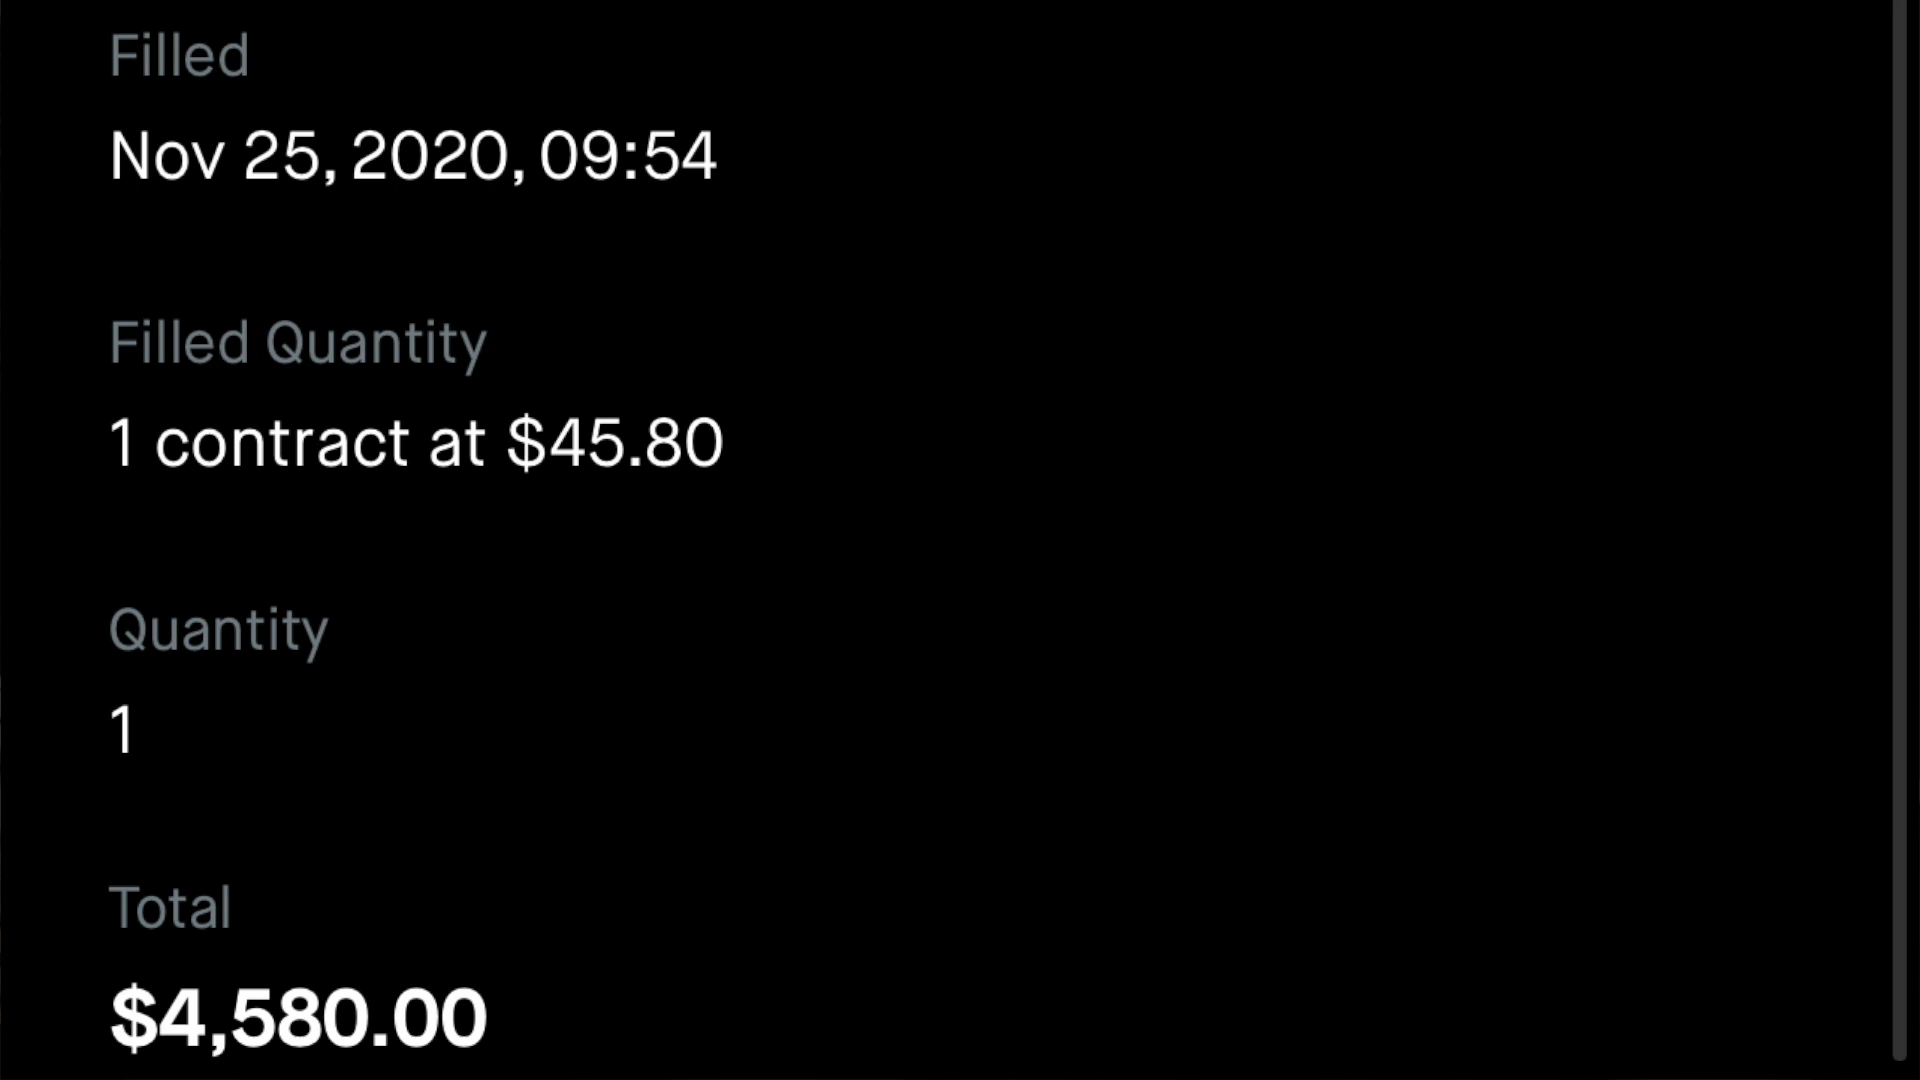 Filled
Nov 25, 2020, 09:54
Filled Quantity
1 contract at $45.80
Quantity
1
Total
$4,580.00